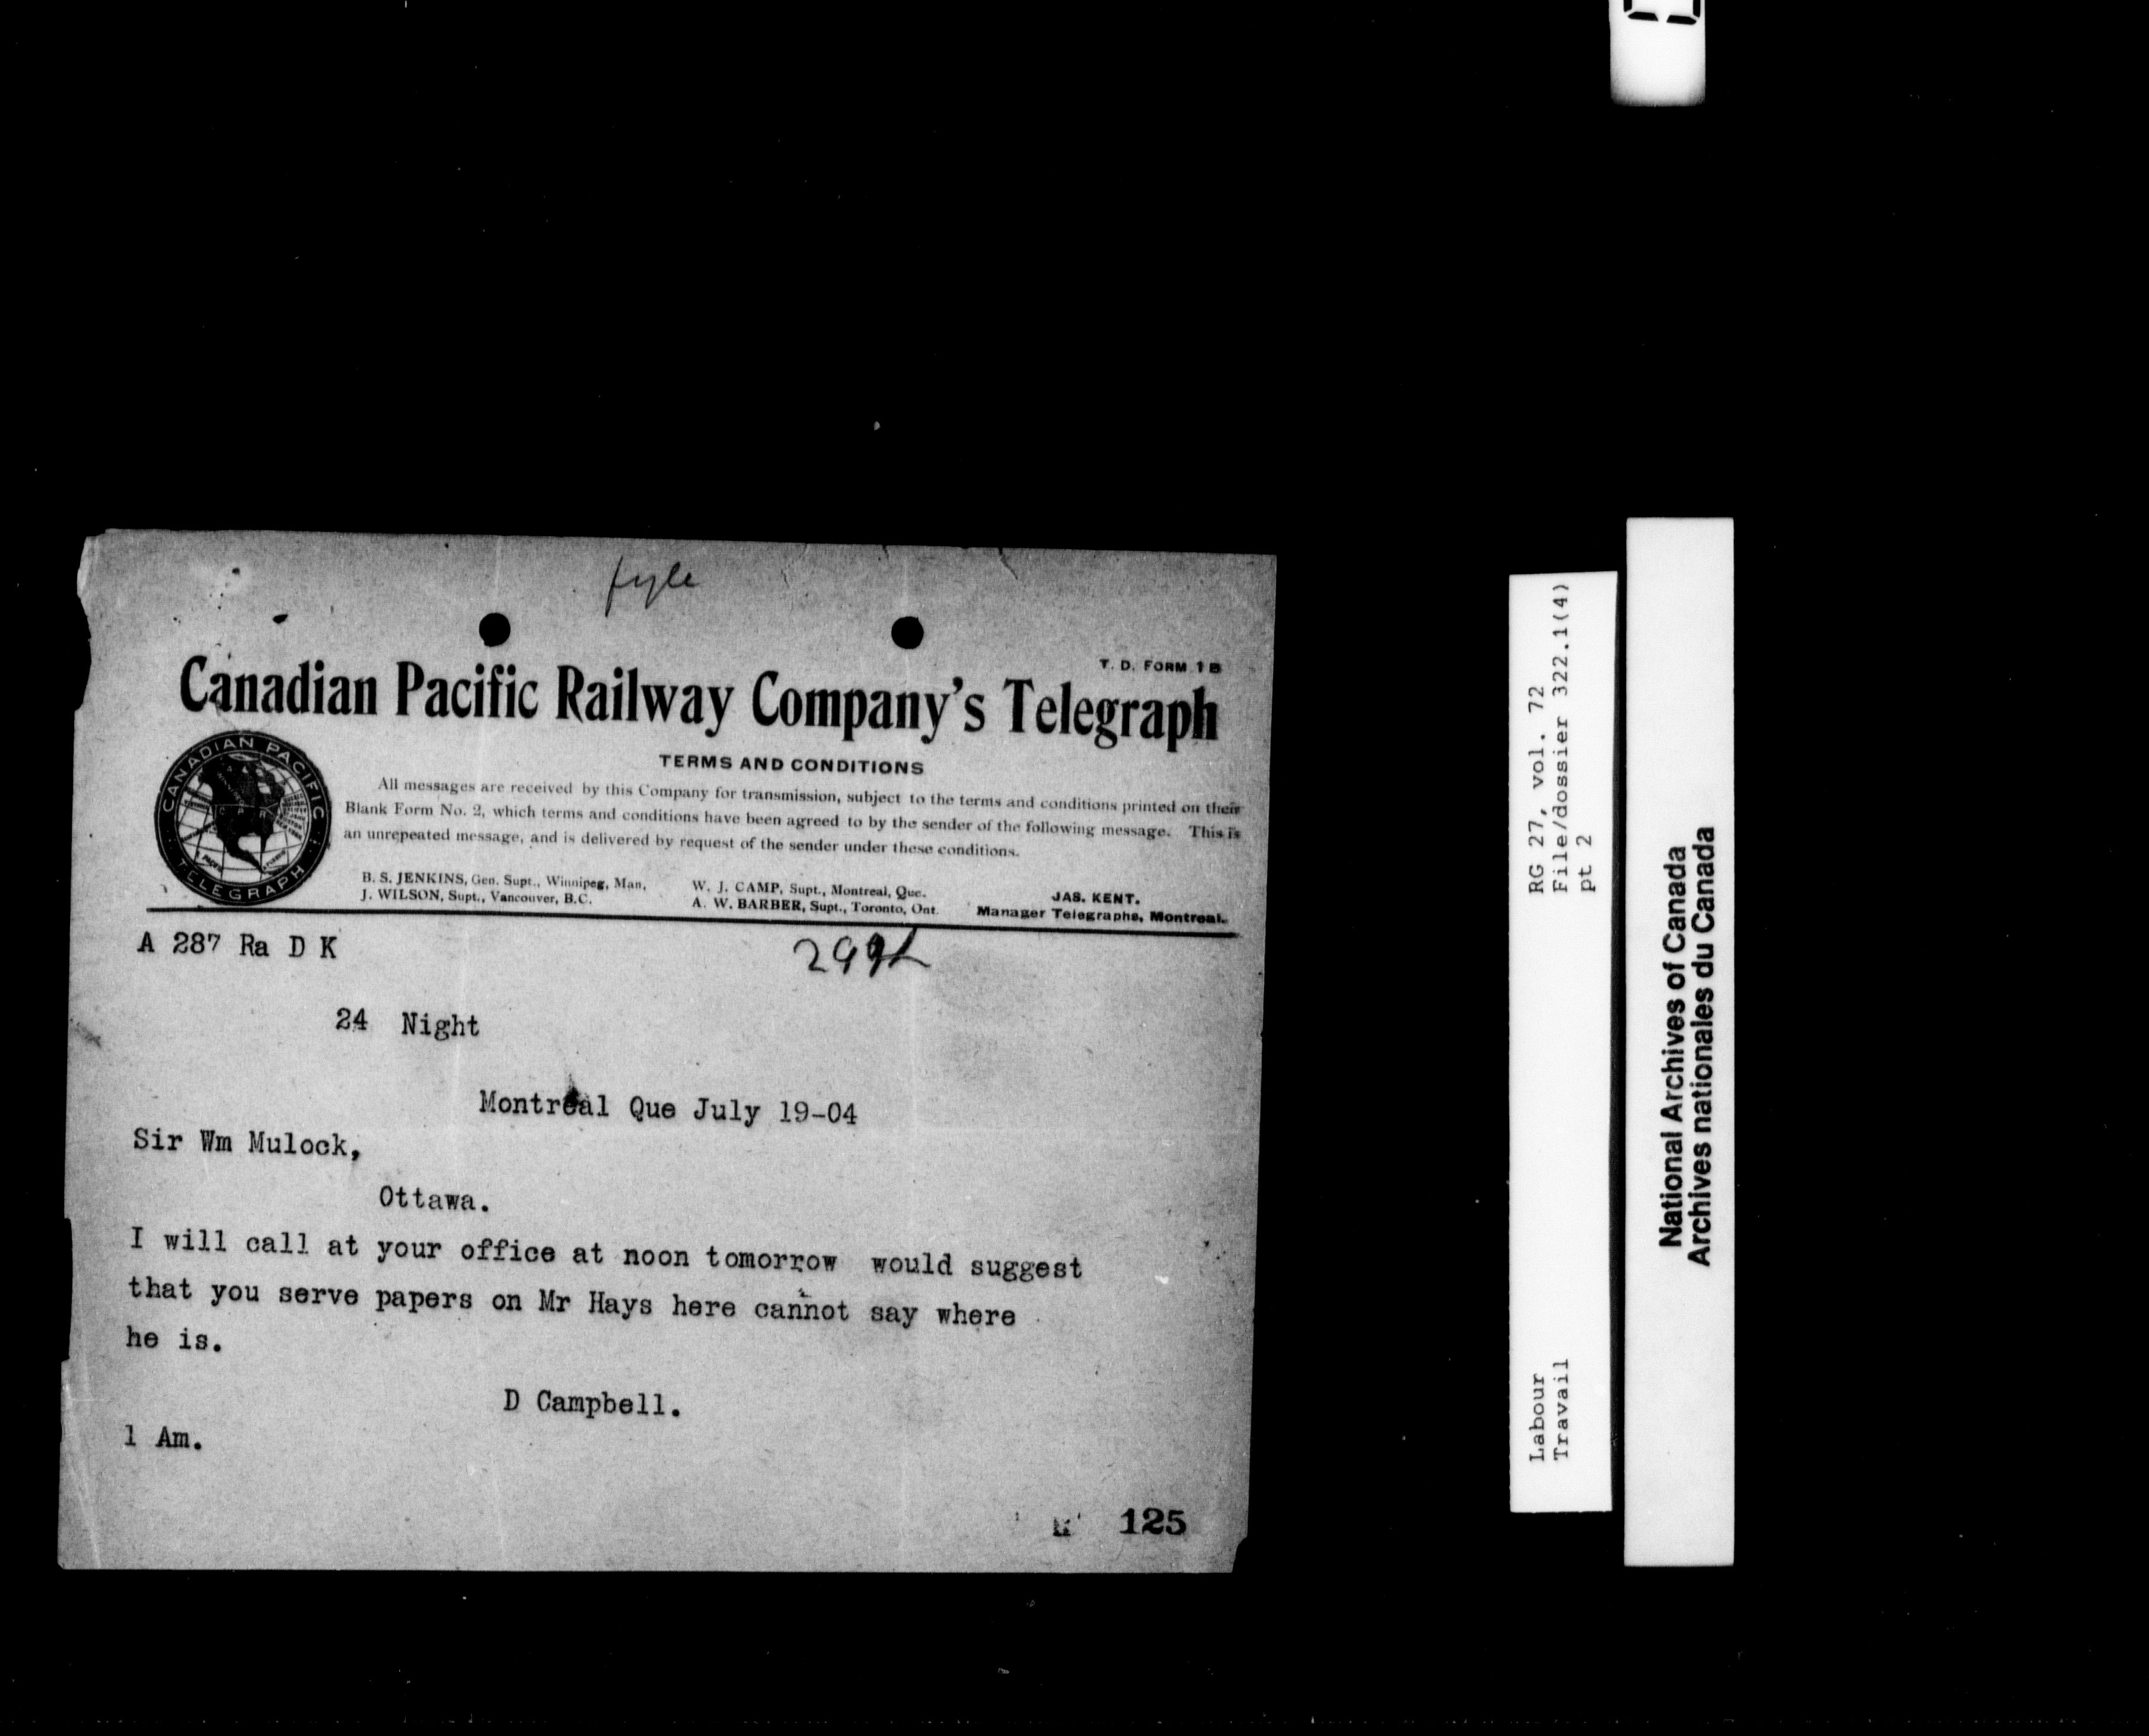 fyle
T. D. FORM 1 B
Canadian Pacific Railway Company's Telegraph
CANADIAN PACIFIC
TELEGRAPH
TERMS AND CONDITIONS
All messages are received by this Company for transmission, subject to the terms and conditions printed on their
Blank Form No. 2, which terms and conditions have been agreed to by the sender of the following message. This is
an unrepeated message, and is delivered by request of the sender under these conditions.
B. S. JENKINS, Gen. Supt., Winnipeg, Man,
J. WILSON, Supt., Vancouver, B.C.
W. J. CAMP, Supt., Montreal, Que.
A. W. BARBER, Supt., Toronto, Ont.
JAS. KENT.
Manager Telegraphs, Montreal.
A 287 Ra D K
24 Night
Montreal Que July 19-04
Sir Wm Mulock,
Ottawa.
I will call at your office at noon tomorrow would suggest
that you serve papers on Mr Hays here cannot say where
he is.
D Campbell.
1 Am.
125
RG 27, vol. 72
File/dossier 322.1(4)
pt 2
Labour
Travail
National Archives of Canada
Archives nationales du Canada